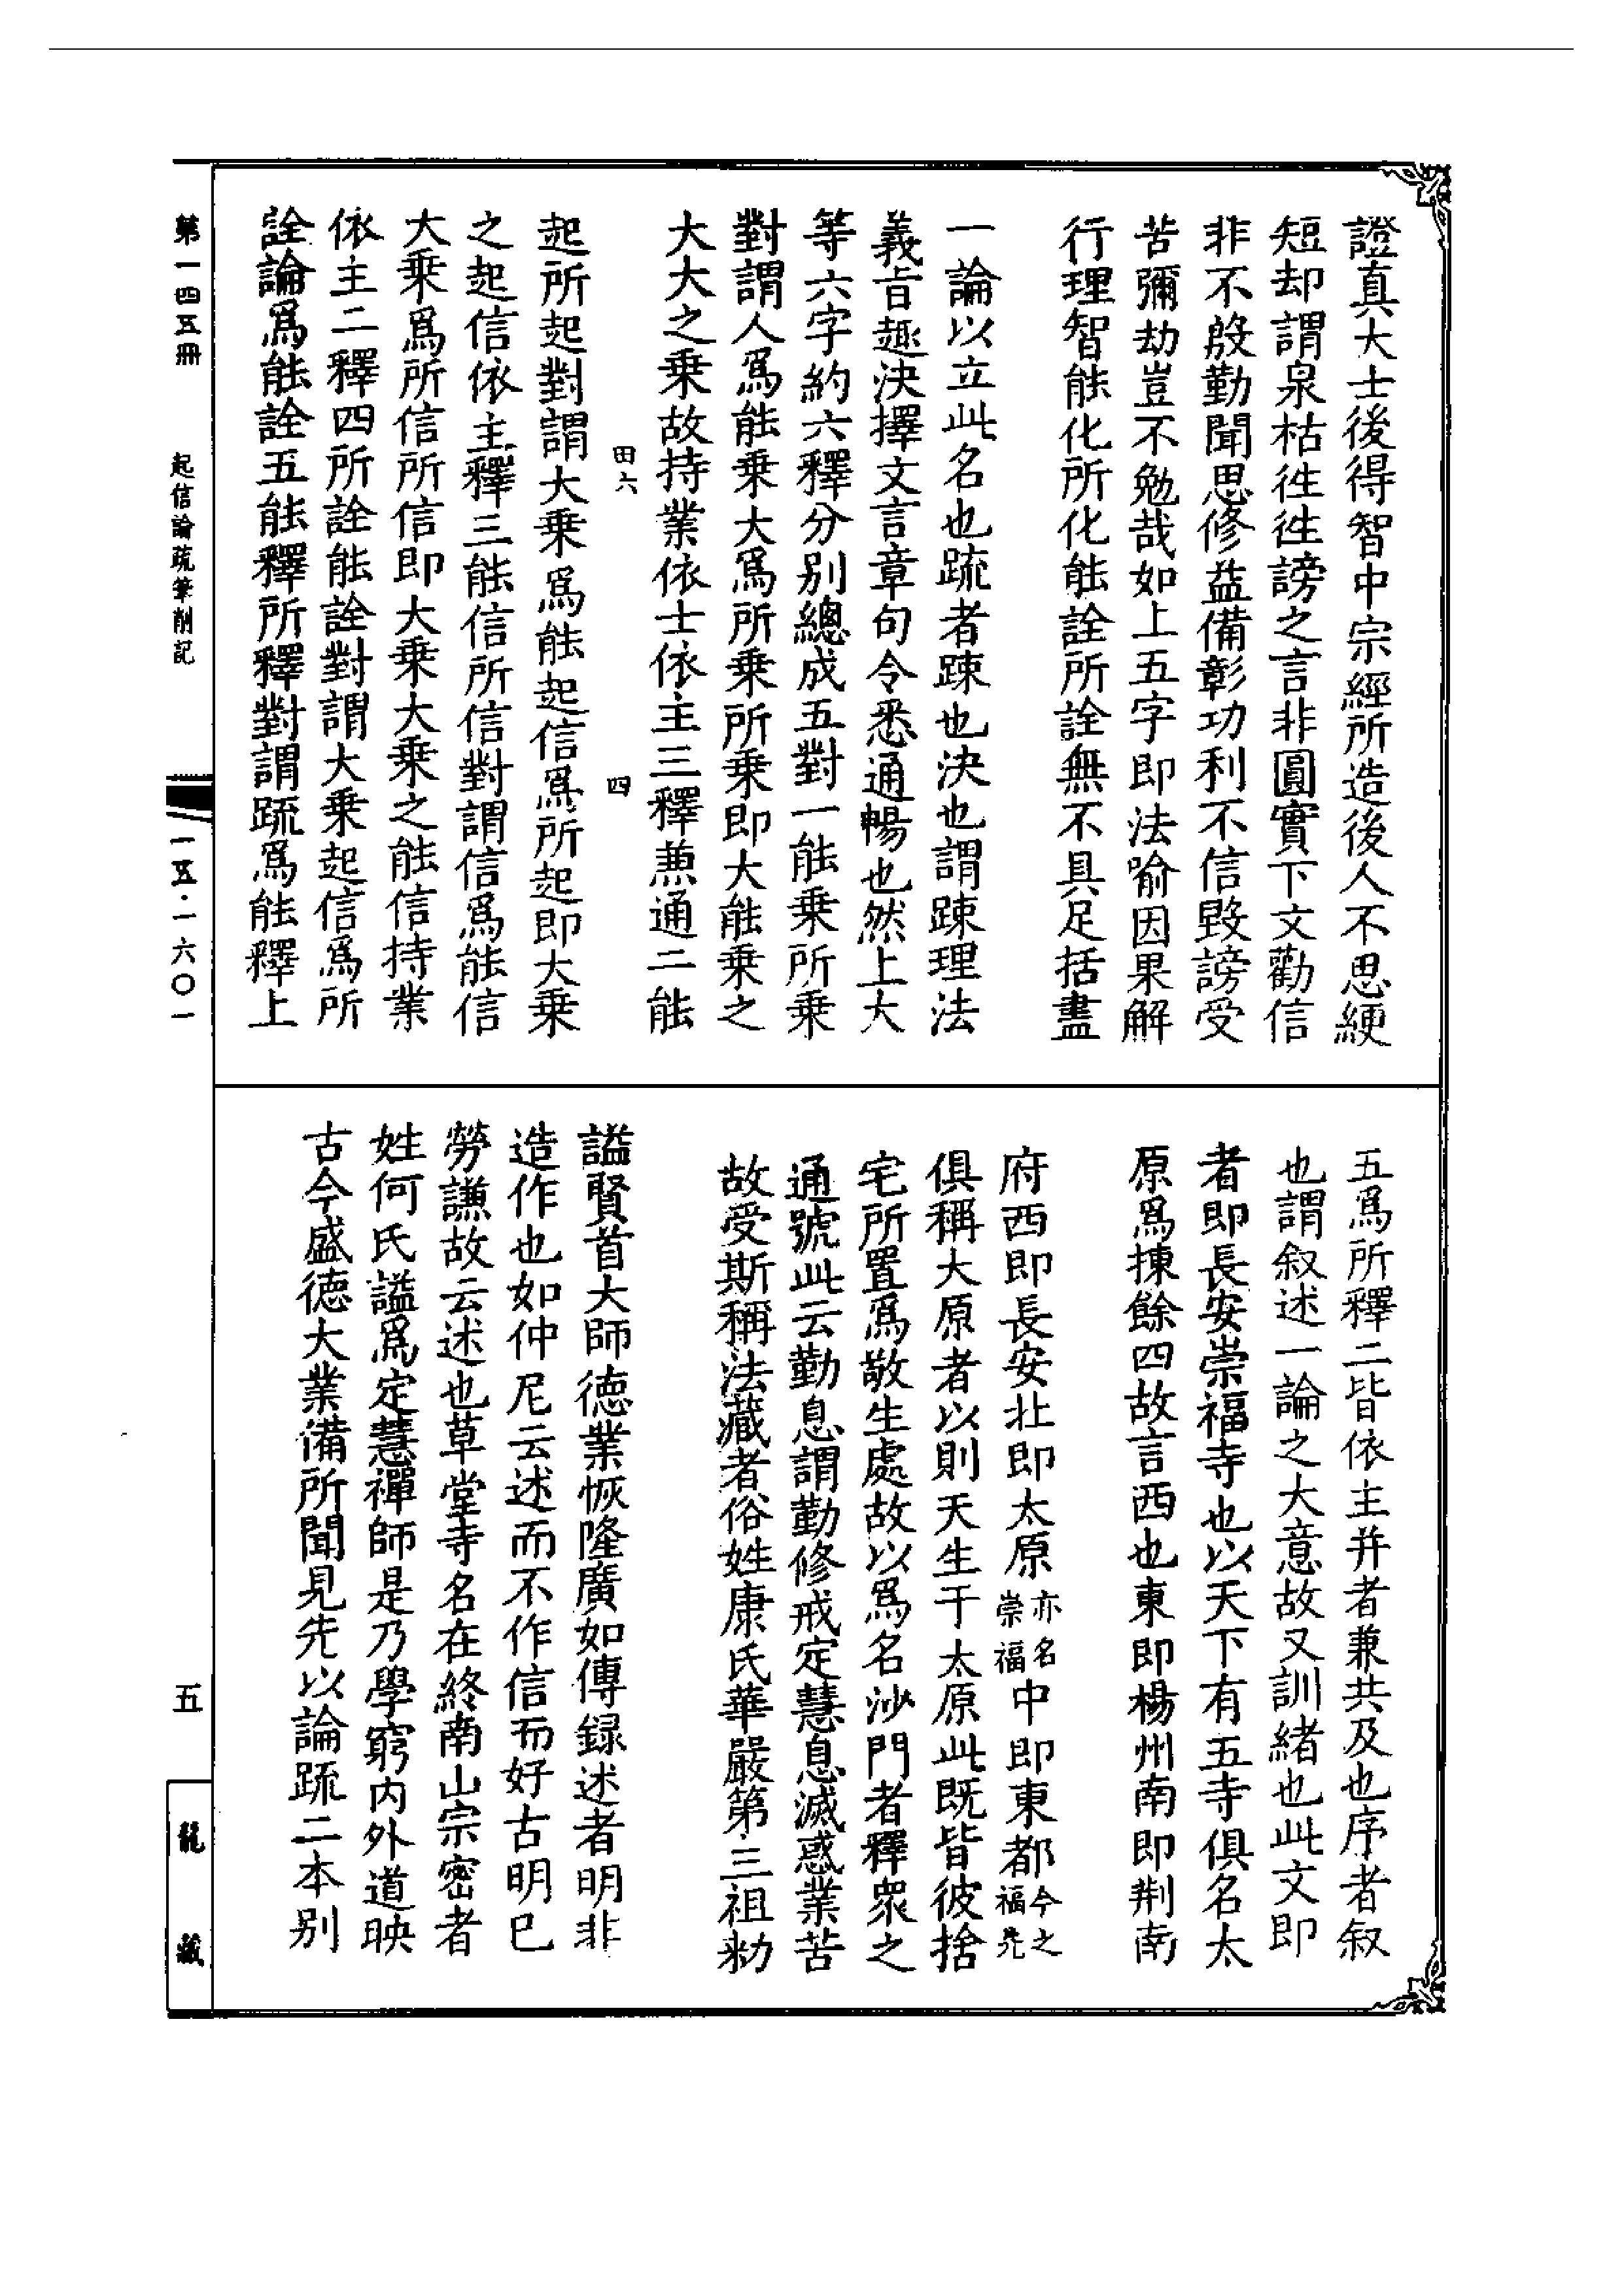 證真大士後得智中宗經所造後人不思綆
短却謂泉枯往往謗之言非圓實下文勸信
非不慇勤聞思修益備彰功利不信毀謗受
苦彌劫豈不勉哉如上五字即法喻因果解
行理智能化所化能詮所詮無不具足括盡
一論以立此名也疏者疎也決也謂疎理法
義旨趣決擇文言章句令悉通暢也然上大
等六字約六釋分別總成五對一能乗所乗
對謂人爲能乗大爲所乗所乗即大能乗之
大大之乗故持業依士依主三釋兼通二能
田六
四
起所起對謂大乗爲能起信爲所起即大乗
之起信依主釋三能信所信對謂信爲能信
大乗爲所信所信即大乗大乗之能信持業
依主二釋四所詮能詮對謂大乗起信爲所
詮論爲能詮五能釋所釋對謂疏爲能釋上
五爲所釋二皆依主并者兼共及也序者叙
也謂叙述一論之大意故又訓緒也此文即
者即長安崇福寺也以天下有五寺俱名太
原爲揀餘四故言西也東即楊州南即荆南
府西即長安北即太原亦名崇福中即東都今之福先
俱稱大原者以則天生于太原此既皆彼捨
宅所置爲敬生處故以爲名沙門者釋衆之
通號此云勤息謂勤修戒定慧息滅惑業苦
故受斯稱法藏者俗姓康氏華嚴第三祖勑
謚賢首大師徳業恢隆廣如傳録述者明非
造作也如仲尼云述而不作信而好古明已
勞謙故云述也草堂寺名在終南山宗密者
姓何氏謚爲定慧禪師是乃學窮内外道映
古今盛徳大業備所聞見先以論疏二本别
第一四五冊
起信論疏筆削記
一五·一六〇一
五
龍藏